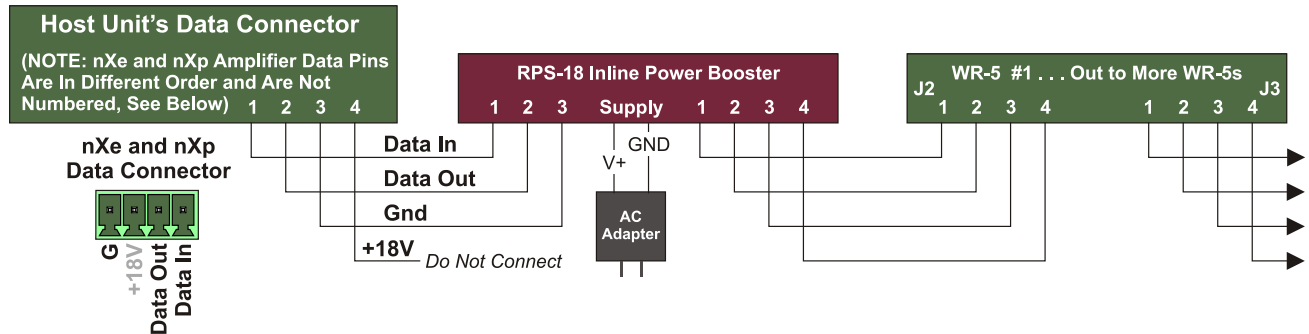 Host Unit's Data Connector
(NOTE: nXe and nXp Amplifier Data Pins
Are In Different Order and Are Not
Numbered, See Below) 1 2 3 4
RPS-18 Inline Power Booster
1 2 3 Supply 1 2 3 4
WR-5 #1 . . . Out to More WR-5s
J2 J3
1 2 3 4 1 2 3 4
nXe and nXp
Data Connector
G
+18V
Data Out
Data In
Data In
Data Out
Gnd
+18V
Do Not Connect
V+
GND
AC
Adapter